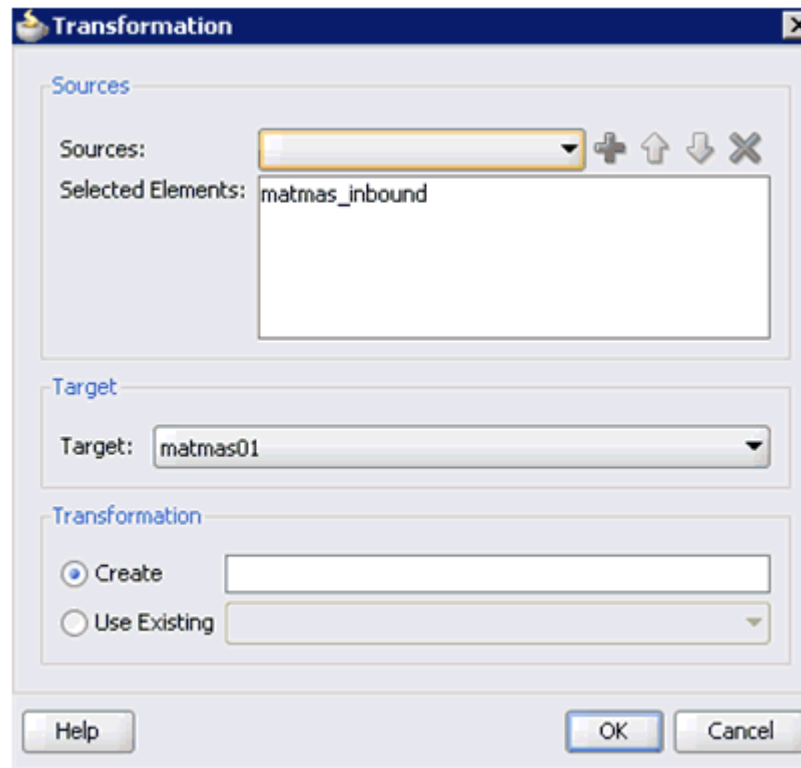 Transformation
Sources
Sources:
Selected Elements: matmas_inbound
Target
Target: matmas01
Transformation
Create
Use Existing
Help OK Cancel